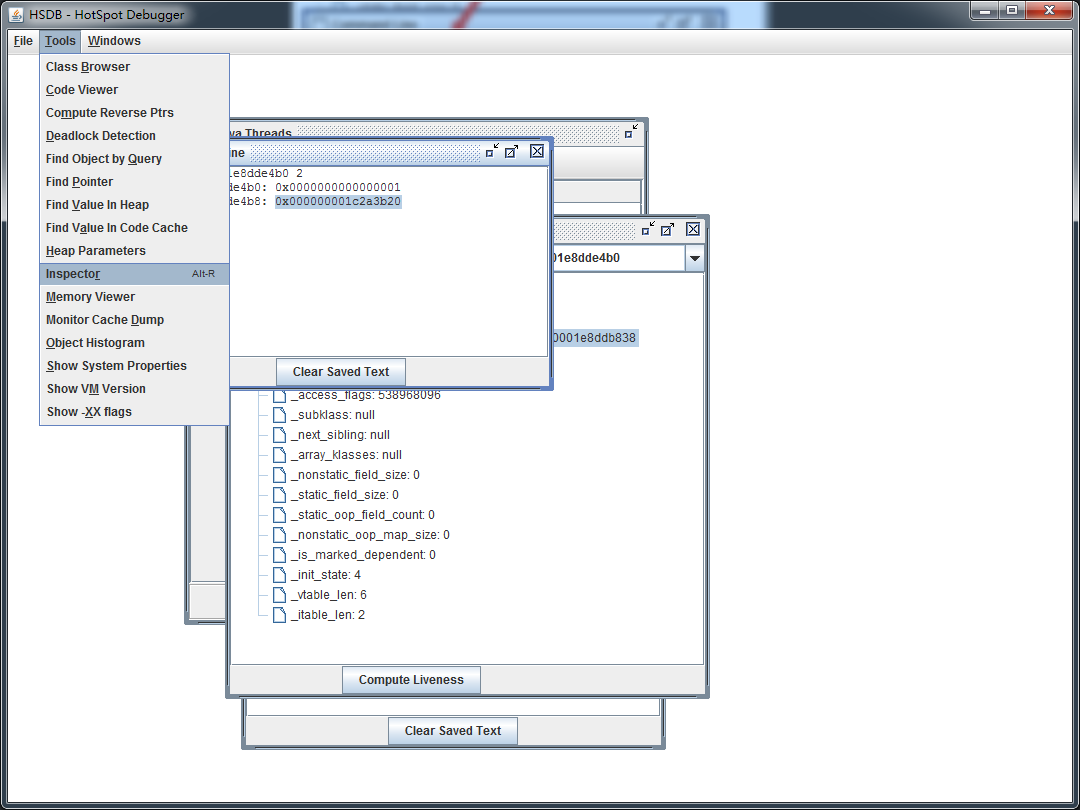 HSDB - HotSpot Debugger
File Tools Windows
Class Browser
Code Viewer
Compute Reverse Ptrs
Deadlock Detection
Find Object by Query
Find Pointer
Find Value In Heap
Find Value In Code Cache
Heap Parameters
Inspector Alt-R
Memory Viewer
Monitor Cache Dump
Object Histogram
Show System Properties
Show VM Version
Show -XX flags
va Threads
ine
1e8dde4b0 2
de4b0: 0x0000000000000001
de4b8: 0x000000001c2a3b20
Clear Saved Text
01e8dde4b0
0001e8ddb838
_access_flags: 538968096
_subklass: null
_next_sibling: null
_array_klasses: null
_nonstatic_field_size: 0
_static_field_size: 0
_static_oop_field_count: 0
_nonstatic_oop_map_size: 0
_is_marked_dependent: 0
_init_state: 4
_vtable_len: 6
_itable_len: 2
Compute Liveness
Clear Saved Text